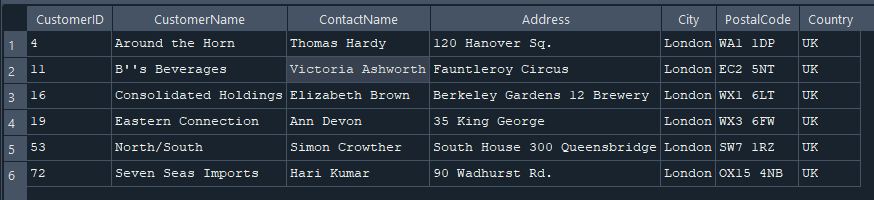 CustomerID CustomerName ContactName Address City PostalCode Country
1 4 Around the Horn Thomas Hardy 120 Hanover Sq. London WA1 1DP UK
2 11 B''s Beverages Victoria Ashworth Fauntleroy Circus London EC2 5NT UK
3 16 Consolidated Holdings Elizabeth Brown Berkeley Gardens 12 Brewery London WX1 6LT UK
4 19 Eastern Connection Ann Devon 35 King George London WX3 6FW UK
5 53 North/South Simon Crowther South House 300 Queensbridge London SW7 1RZ UK
6 72 Seven Seas Imports Hari Kumar 90 Wadhurst Rd. London OX15 4NB UK